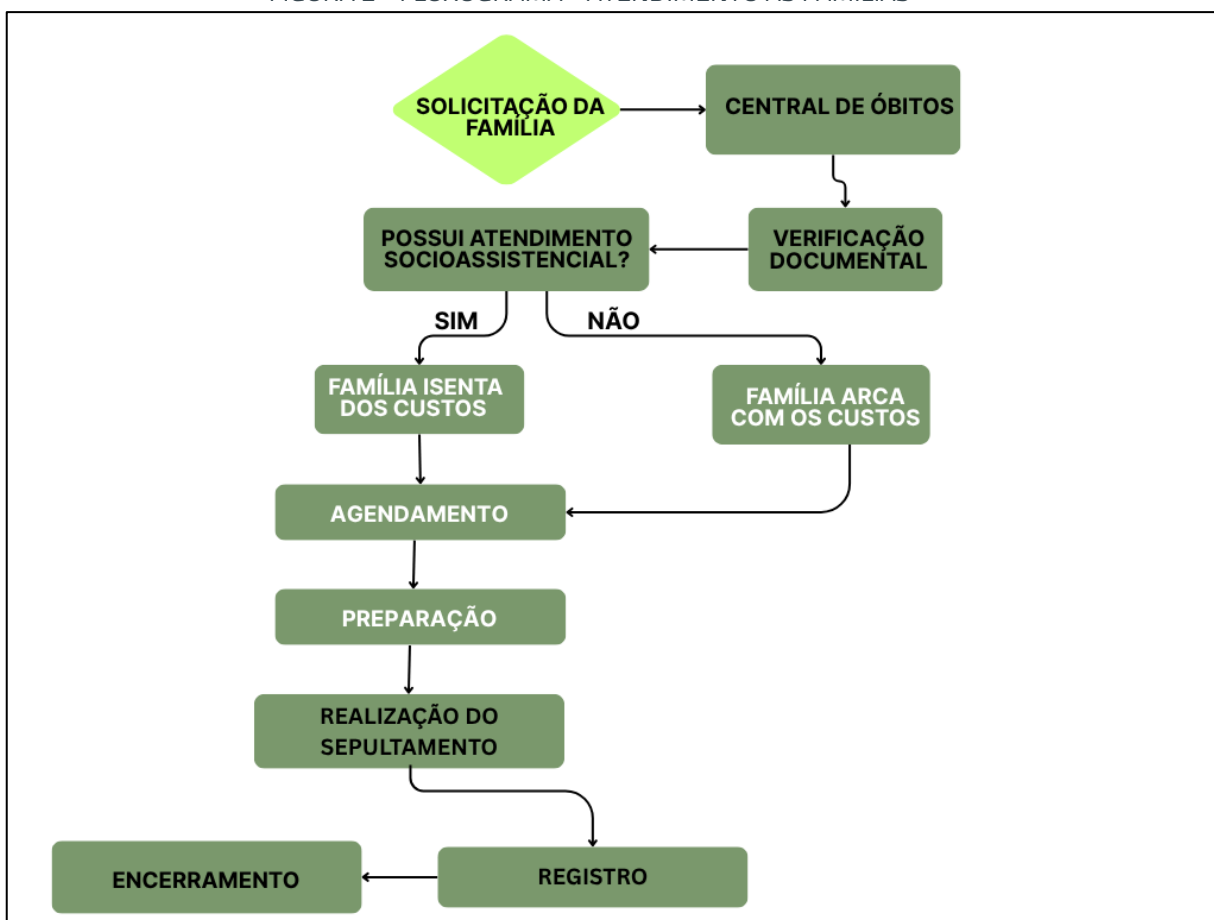 SOLICITAÇÃO DA
FAMÍLIA
CENTRAL DE ÓBITOS
POSSUI ATENDIMENTO
SOCIOASSISTENCIAL?
VERIFICAÇÃO
DOCUMENTAL
SIM
NÃO
FAMÍLIA ISENTA
DOS CUSTOS
FAMÍLIA ARCA
COM OS CUSTOS
AGENDAMENTO
PREPARAÇÃO
REALIZAÇÃO DO
SEPULTAMENTO
REGISTRO
ENCERRAMENTO